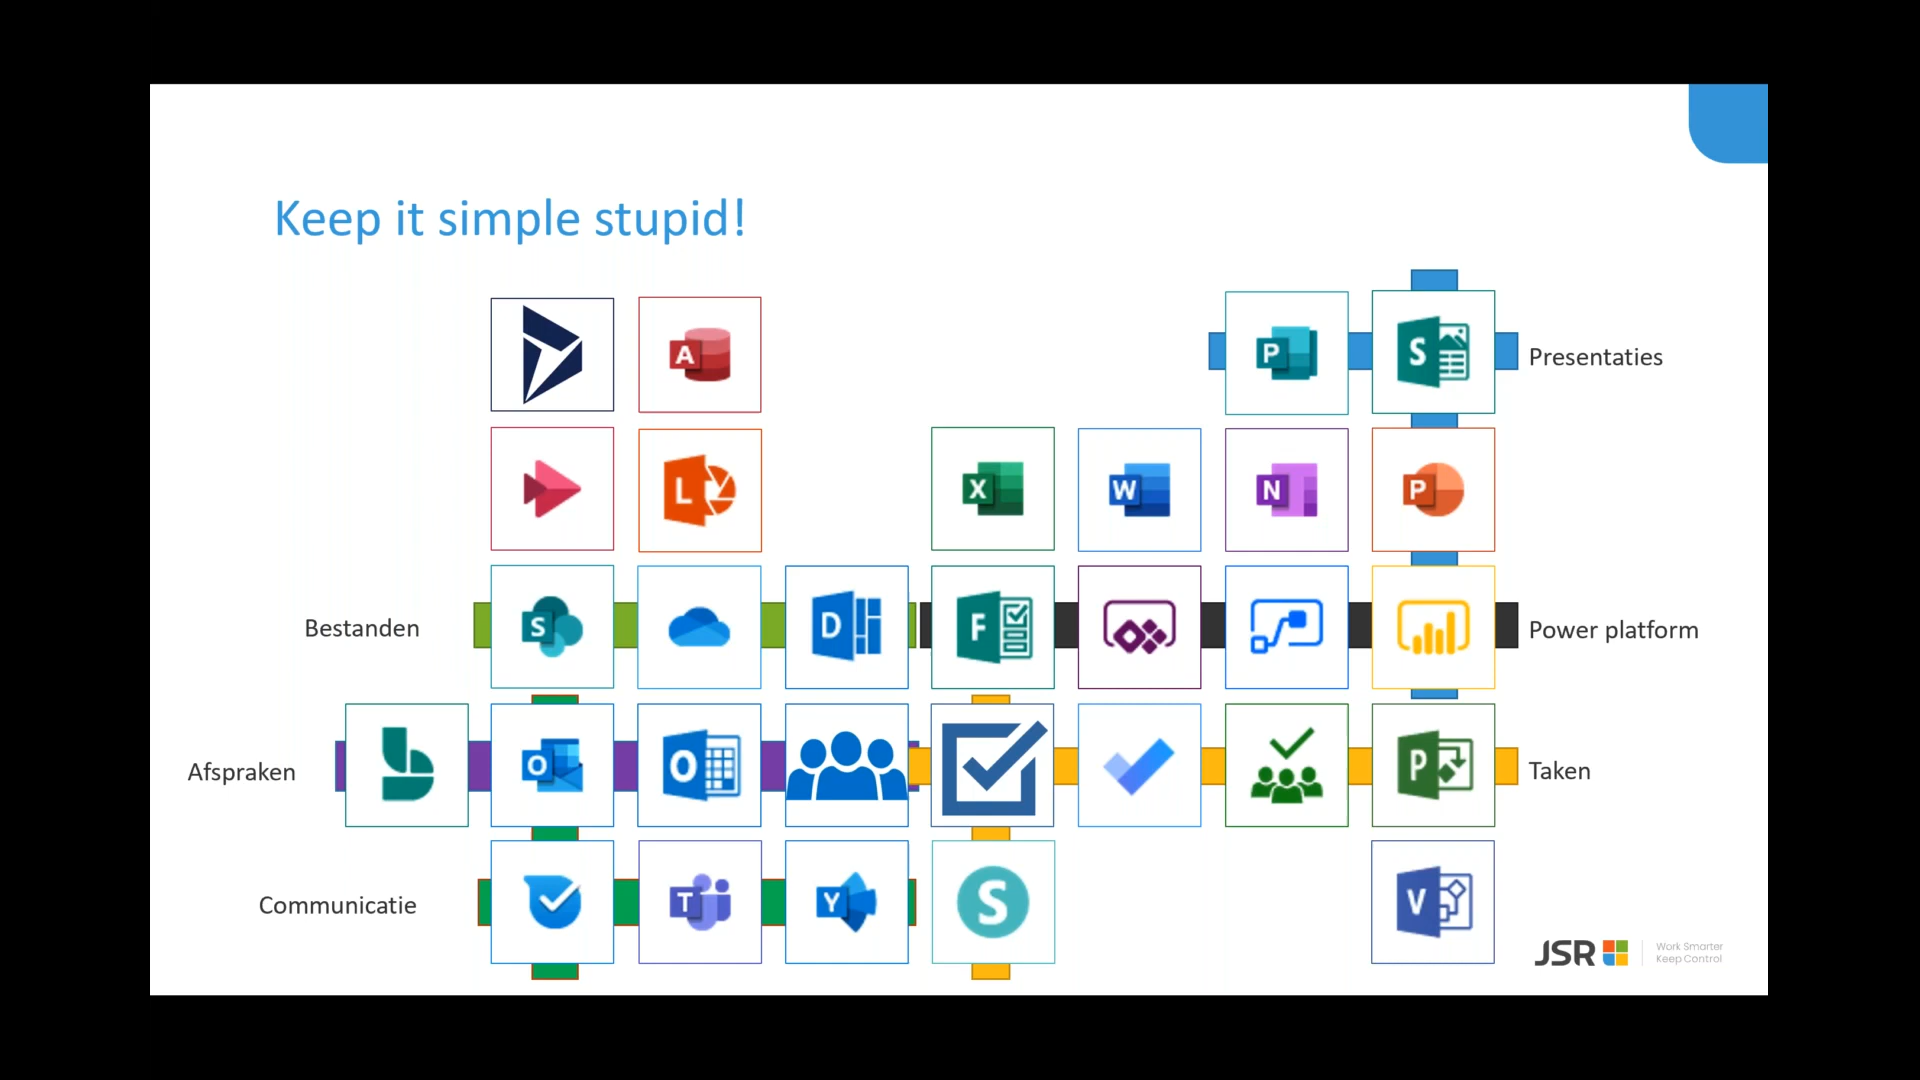 Keep it simple stupid!
A
P
S
Presentaties
L
X
W
N
P
Bestanden
S
D
F
Power platform
Afspraken
O
O
P
Taken
Communicatie
T
Y
S
V
JSR
Work Smarter
Keep Control